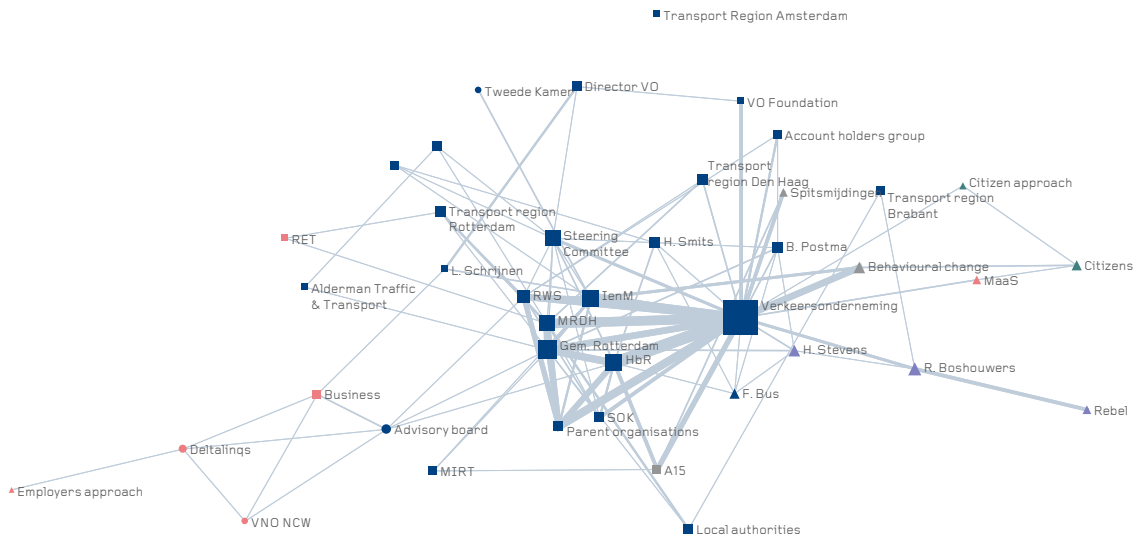 Transport Region Amsterdam
Tweede Kamer
Director VO
VO Foundation
Account holders group
Transport
region Den Haag
Spitsmijdingen
Citizen approach
Transport region
Brabant
Transport region
Rotterdam
RET
Steering
Committee
H. Smits
B. Postma
L. Schrijnen
Behavioural change
Citizens
MaaS
Alderman Traffic
& Transport
RWS
IenM
Verkeersonderneming
MRDH
Gem. Rotterdam
HbR
H. Stevens
R. Boshouwers
Business
F. Bus
Rebel
SOK
Advisory board
Parent organisations
Deltalinqs
MIRT
A15
Employers approach
VNO NCW
Local authorities